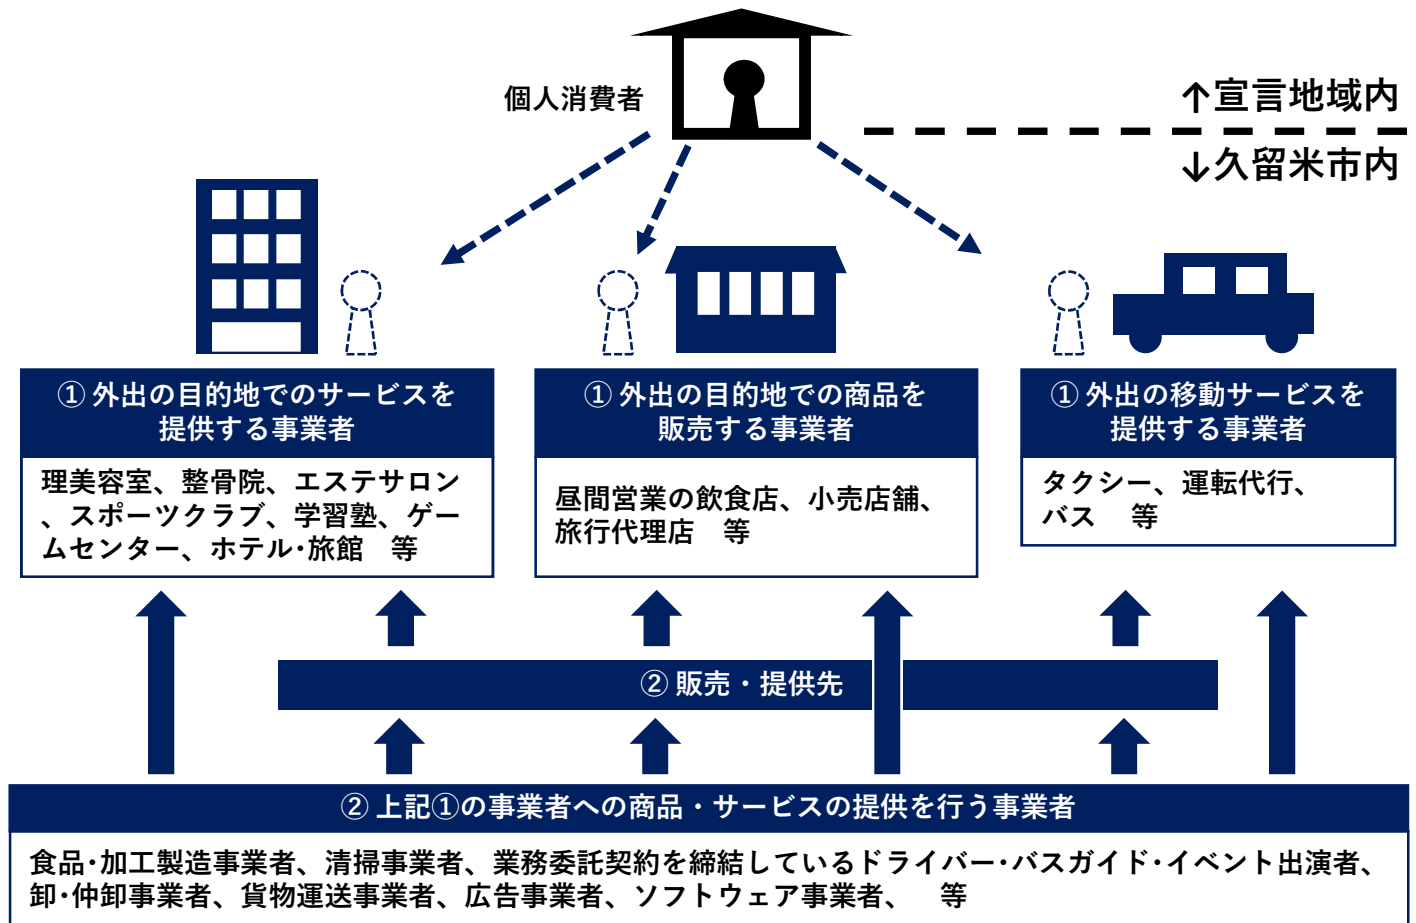 個人消費者
↑宣言地域内
↓久留米市内
① 外出の目的地でのサービスを
提供する事業者
理美容室、整骨院、エステサロン
、スポーツクラブ、学習塾、ゲー
ムセンター、ホテル・旅館　等
① 外出の目的地での商品を
販売する事業者
昼間営業の飲食店、小売店舗、
旅行代理店　等
① 外出の移動サービスを
提供する事業者
タクシー、運転代行、
バス　等
② 販売・提供先
② 上記①の事業者への商品・サービスの提供を行う事業者
食品・加工製造事業者、清掃事業者、業務委託契約を締結しているドライバー・バスガイド・イベント出演者、
卸・仲卸事業者、貨物運送事業者、広告事業者、ソフトウェア事業者、　等